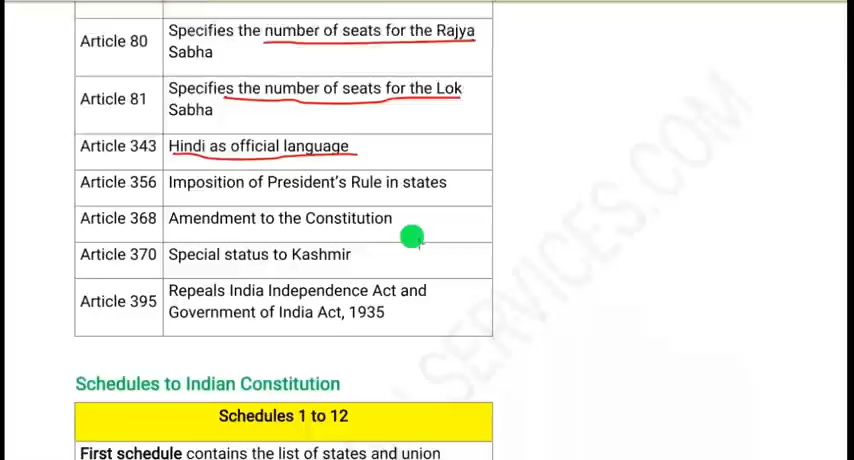 Article 80
Specifies the number of seats for the Rajya
Sabha
Article 81
Specifies the number of seats for the Lok
Sabha
Article 343
Hindi as official language
Article 356
Imposition of President's Rule in states
Article 368
Amendment to the Constitution
Article 370
Special status to Kashmir
Article 395
Repeals India Independence Act and
Government of India Act, 1935
Schedules to Indian Constitution
Schedules 1 to 12
First schedule contains the list of states and union
SERVICES.COM